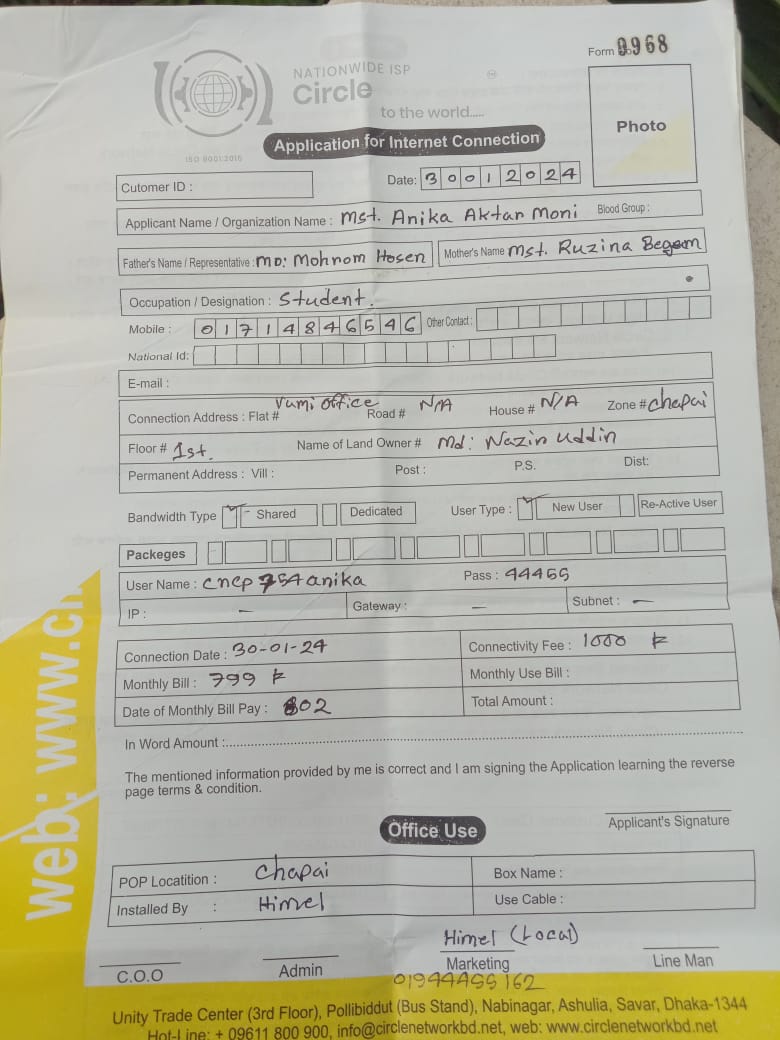 Form 9968
NATIONWIDE ISP
Circle
to the world.....
ISO 9001:2015
Application for Internet Connection
Photo
Cutomer ID :
Date: 30012024
Applicant Name / Organization Name : Mst. Anika Aktar Moni Blood Group :
Father's Name / Representative : MD: Mohnom Hosen Mother's Name Mst. Ruzina Begom
Occupation / Designation : Student.
Mobile : 01714846546 Other Contact :
National Id:
E-mail :
Connection Address : Flat # Vumi office Road # N/A House # N/A Zone # Chapai
Floor # 1st. Name of Land Owner # Md: Nazin Uddin
Permanent Address : Vill : Post : P.S. Dist:
Bandwidth Type Shared Dedicated User Type : New User Re-Active User
Packeges
User Name : cnep754anika Pass : 44455
IP : – Gateway : – Subnet : –
Connection Date : 30-01-24 Connectivity Fee : 1000 
Monthly Bill : 799 Monthly Use Bill :
Date of Monthly Bill Pay : 02 Total Amount :
In Word Amount :
The mentioned information provided by me is correct and I am signing the Application learning the reverse
page terms & condition.
Applicant's Signature
Office Use
POP Locatition : Chapai Box Name :
Installed By : Himel Use Cable :
Himel (Local)
C.O.O Admin Marketing Line Man
01944455162
Unity Trade Center (3rd Floor), Pollibiddut (Bus Stand), Nabinagar, Ashulia, Savar, Dhaka-1344
Hot-Line: + 09611 800 900, info@circlenetworkbd.net, web: www.circlenetworkbd.net
web: www.ci